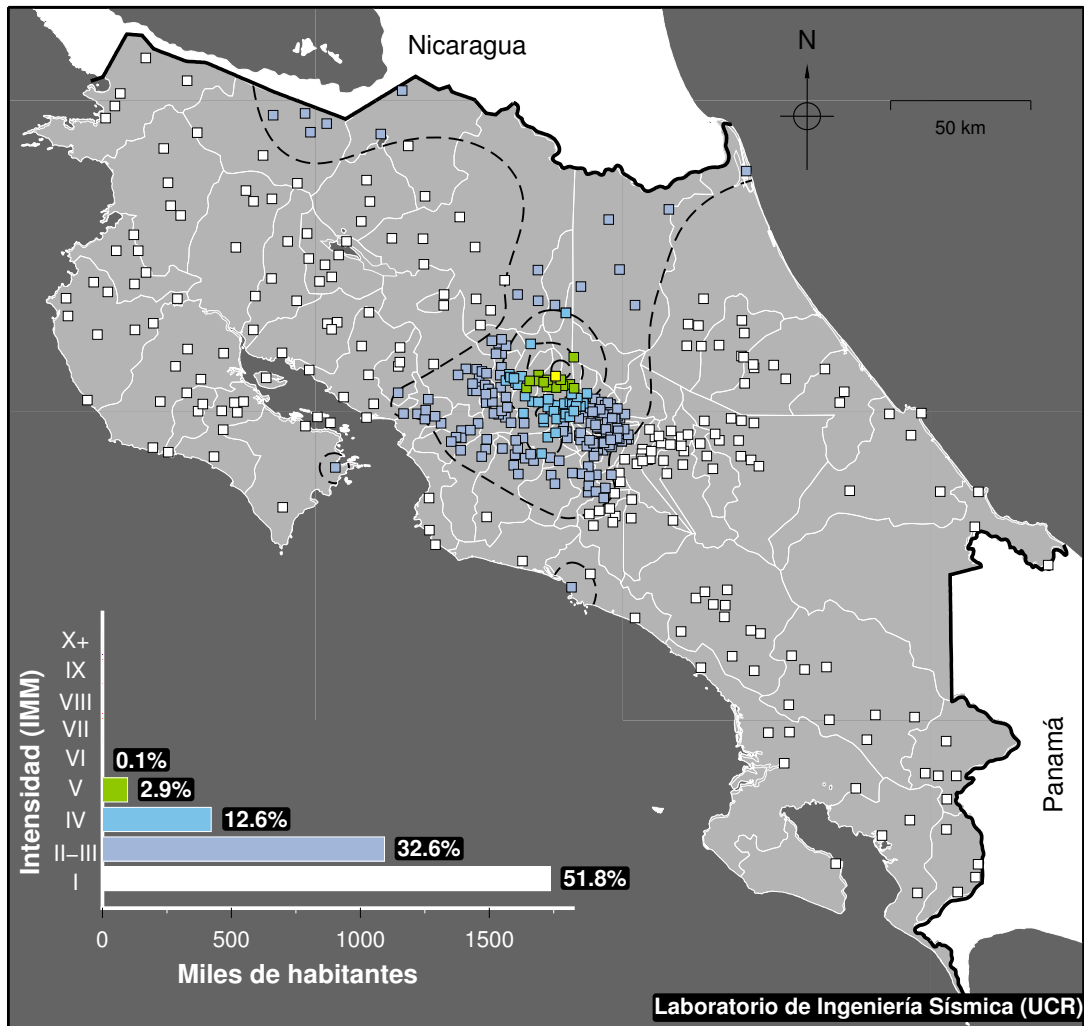 Nicaragua
N
50 km
Panamá
Intensidad (IMM)
X+
IX
VIII
VII
VI 0.1%
V 2.9%
IV 12.6%
II–III 32.6%
I 51.8%
0 500 1000 1500
Miles de habitantes
Laboratorio de Ingeniería Sísmica (UCR)